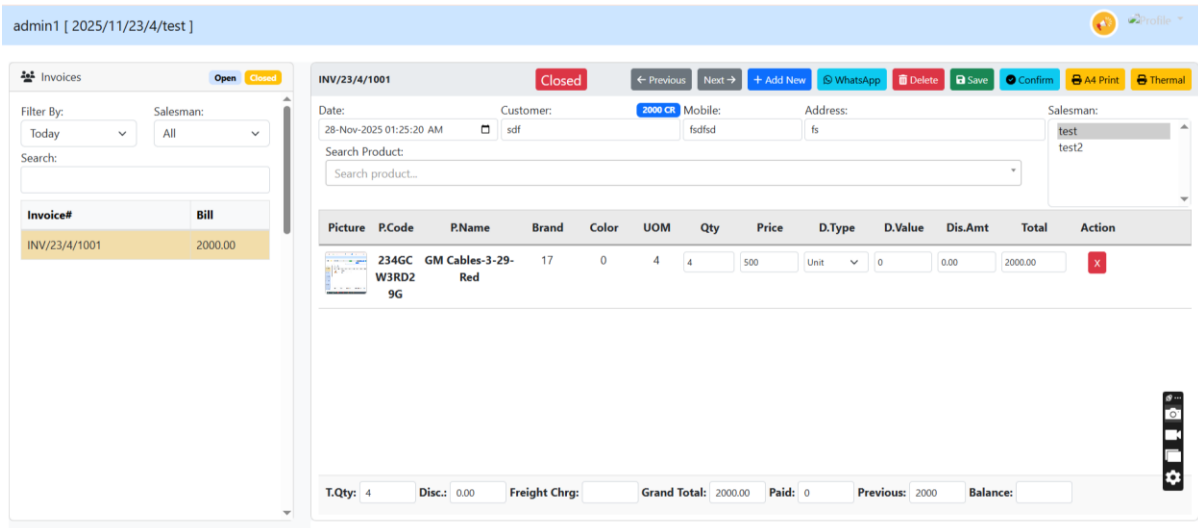 admin1 [ 2025/11/23/4/test ]
Profile
Invoices Open Closed
Filter By: Salesman:
Today All
Search:
Invoice# Bill
INV/23/4/1001 2000.00
INV/23/4/1001 Closed ← Previous Next → + Add New WhatsApp Delete Save Confirm A4 Print Thermal
Date: Customer: 2000 CR Mobile: Address: Salesman:
28-Nov-2025 01:25:20 AM sdf fsdfsd fs test
test2
Search Product:
Search product...
Picture P.Code P.Name Brand Color UOM Qty Price D.Type D.Value Dis.Amt Total Action
234GC GM Cables-3-29- 17 0 4 4 500 Unit 0 0.00 2000.00 X
W3RD2 Red
9G
T.Qty: 4 Disc.: 0.00 Freight Chrg: Grand Total: 2000.00 Paid: 0 Previous: 2000 Balance: